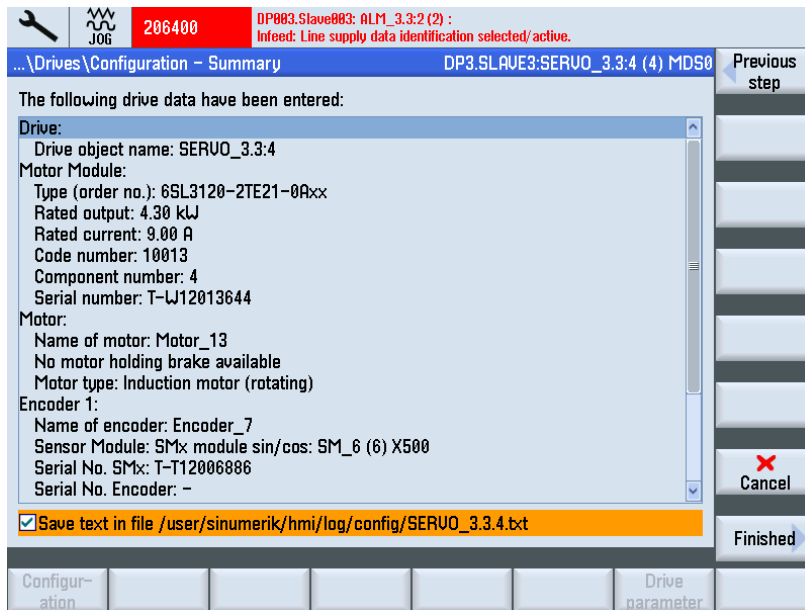 JOG
206400
DP003.Slave003: ALM_3.3:2 (2) :
Infeed: Line supply data identification selected/active.
...\Drives\Configuration - Summary
DP3.SLAVE3:SERVO_3.3:4 (4) MDS0
Previous
step
The following drive data have been entered:
Drive:
Drive object name: SERVO_3.3:4
Motor Module:
Type (order no.): 6SL3120-2TE21-0Axx
Rated output: 4.30 kW
Rated current: 9.00 A
Code number: 10013
Component number: 4
Serial number: T-W12013644
Motor:
Name of motor: Motor_13
No motor holding brake available
Motor type: Induction motor (rotating)
Encoder 1:
Name of encoder: Encoder_7
Sensor Module: SMx module sin/cos: SM_6 (6) X500
Serial No. SMx: T-T12006886
Serial No. Encoder: -
Cancel
Save text in file /user/sinumerik/hmi/log/config/SERVO_3.3.4.txt
Finished
Configur-
ation
Drive
parameter